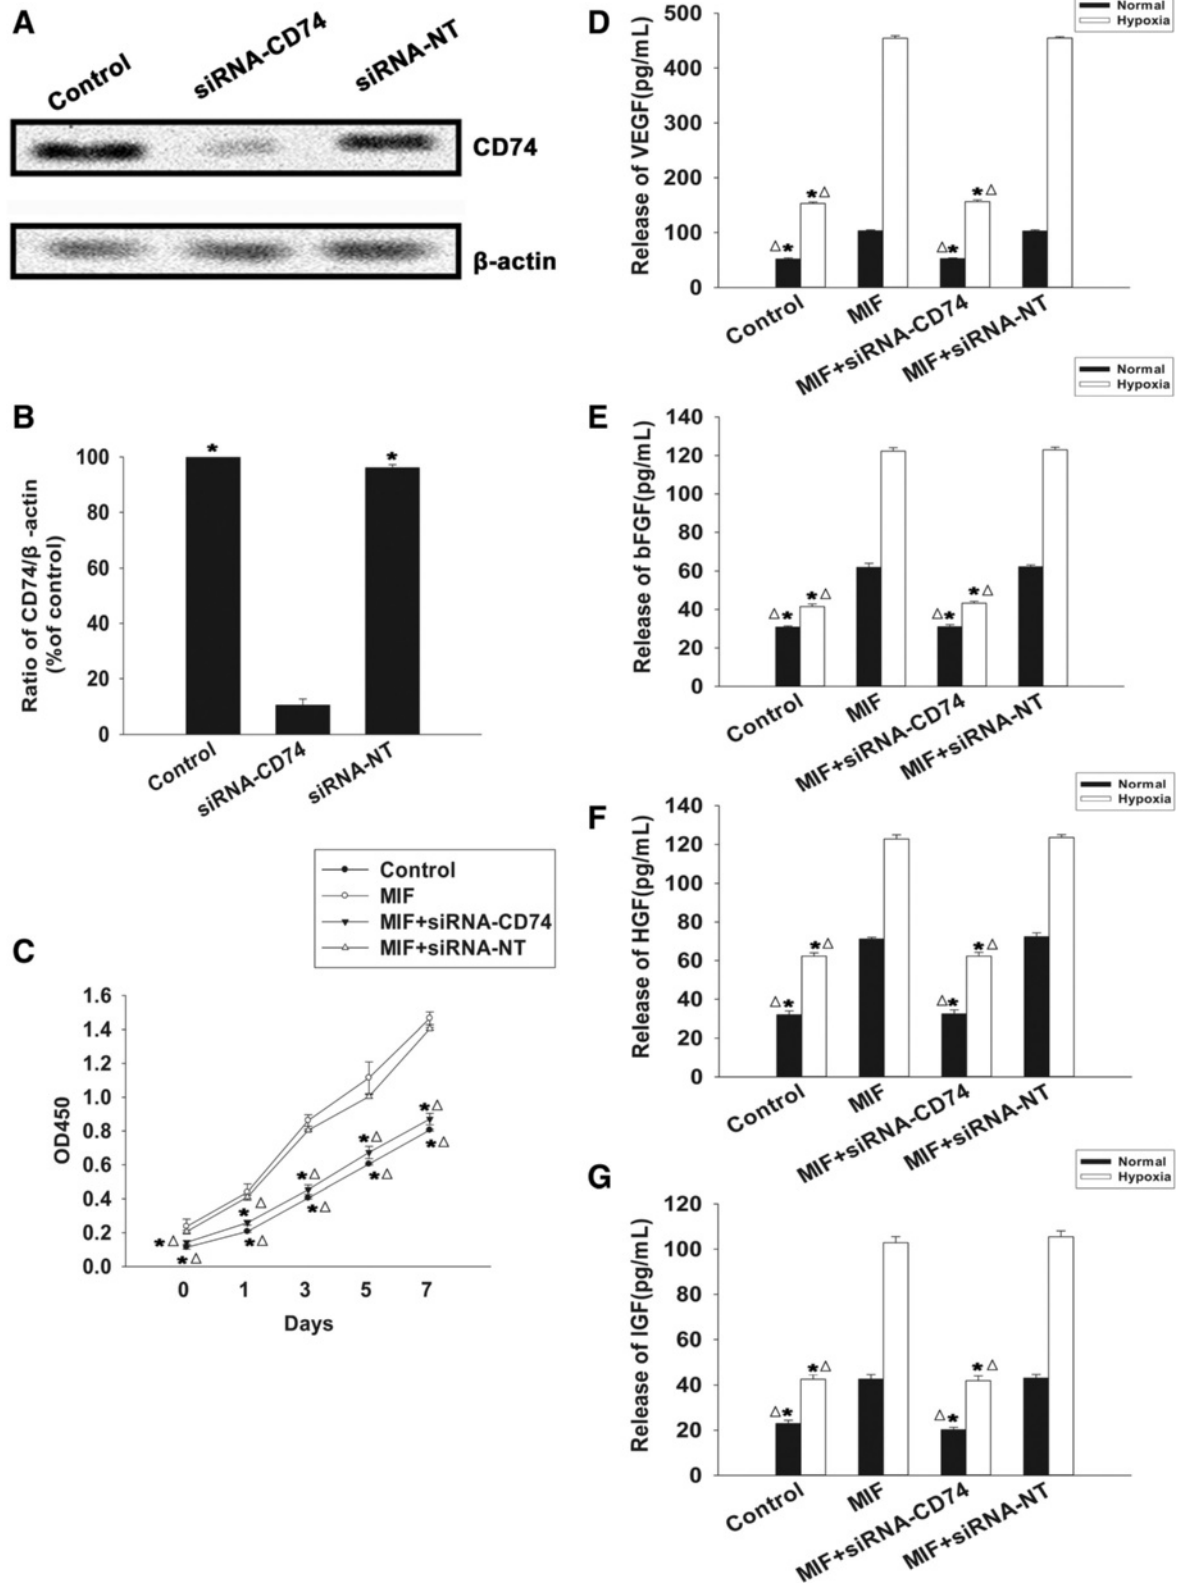 A
Control
siRNA-CD74
siRNA-NT
CD74
β-actin
B
Ratio of CD74/β -actin
(%of control)
100
80
60
40
20
0
*
*
Control
siRNA-CD74
siRNA-NT
Control
MIF
MIF+siRNA-CD74
MIF+siRNA-NT
C
OD450
1.6
1.4
1.2
1.0
0.8
0.6
0.4
0.2
0.0
*Δ
*Δ
*Δ
*Δ
*Δ
*Δ
*Δ
*Δ
*Δ
*Δ
0 1 3 5 7
Days
D
Normal
Hypoxia
Release of VEGF(pg/mL)
500
400
300
200
100
0
Δ*
*Δ
Δ*
*Δ
Control
MIF
MIF+siRNA-CD74
MIF+siRNA-NT
E
Normal
Hypoxia
Release of bFGF(pg/mL)
140
120
100
80
60
40
20
0
Δ*
*Δ
Δ*
*Δ
Control
MIF
MIF+siRNA-CD74
MIF+siRNA-NT
F
Normal
Hypoxia
Release of HGF(pg/mL)
140
120
100
80
60
40
20
0
Δ*
*Δ
Δ*
*Δ
Control
MIF
MIF+siRNA-CD74
MIF+siRNA-NT
G
Normal
Hypoxia
Release of IGF(pg/mL)
120
100
80
60
40
20
0
Δ*
*Δ
Δ*
*Δ
Control
MIF
MIF+siRNA-CD74
MIF+siRNA-NT